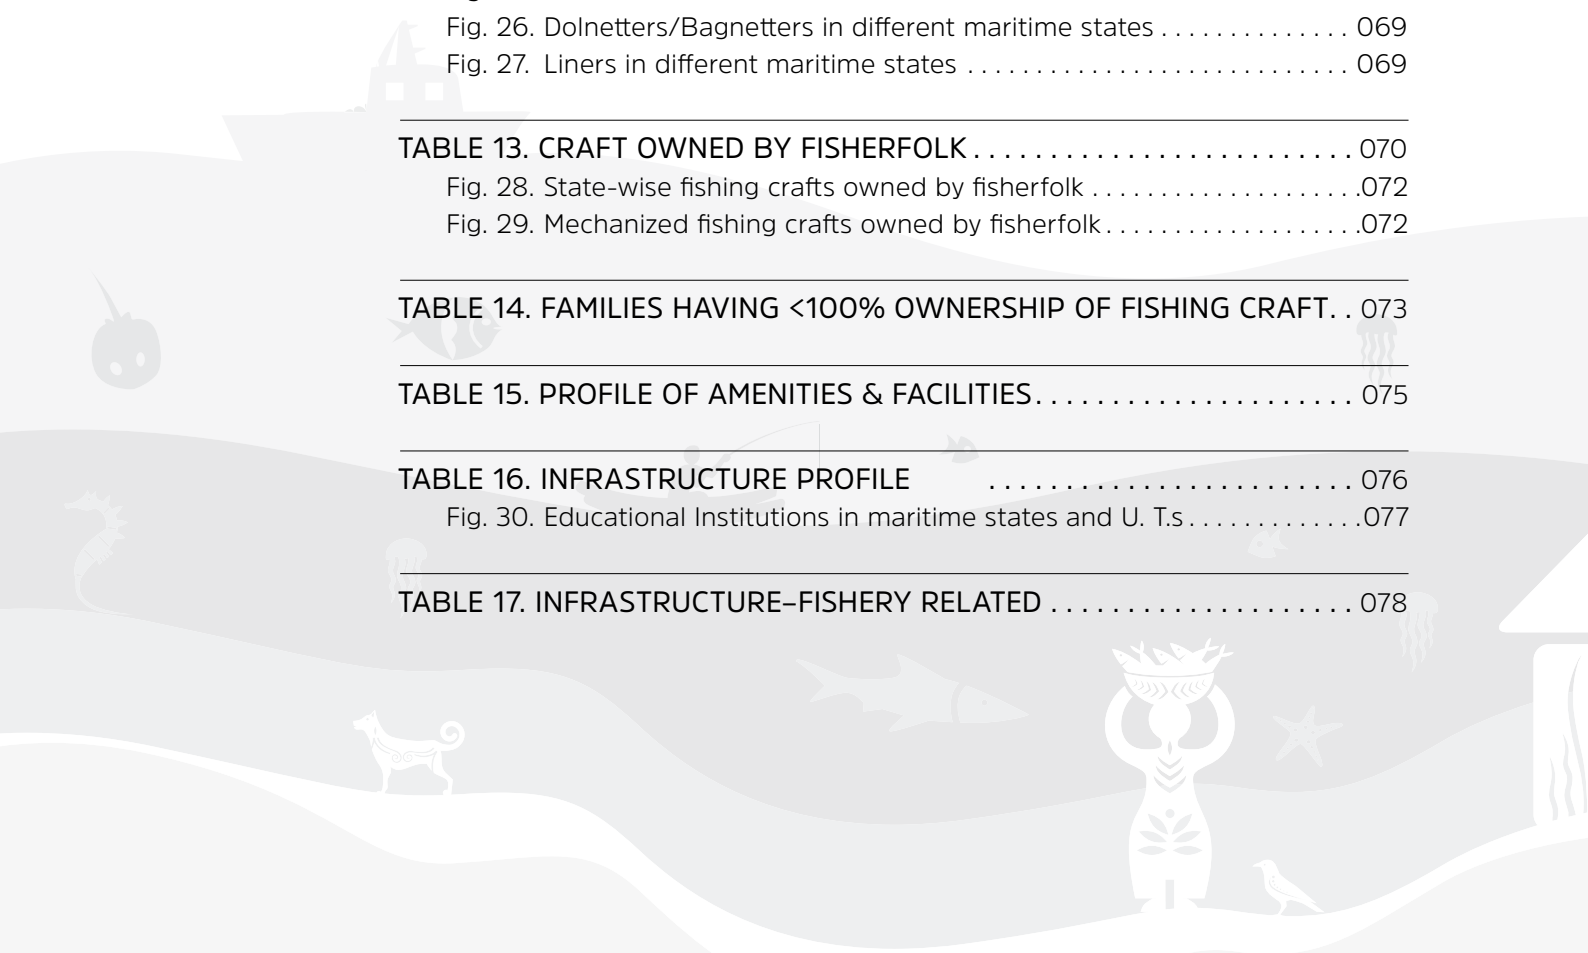 Fig. 26. Dolnetters/Bagnetters in different maritime states . . . . . . . . . . . . . . 069
Fig. 27. Liners in different maritime states . . . . . . . . . . . . . . . . . . . . . . . . . . . . 069
TABLE 13. CRAFT OWNED BY FISHERFOLK . . . . . . . . . . . . . . . . . . . . . . . . . 070
Fig. 28. State-wise fishing crafts owned by fisherfolk . . . . . . . . . . . . . . . . . . . .072
Fig. 29. Mechanized fishing crafts owned by fisherfolk . . . . . . . . . . . . . . . . . . .072
TABLE 14. FAMILIES HAVING <100% OWNERSHIP OF FISHING CRAFT. . 073
TABLE 15. PROFILE OF AMENITIES & FACILITIES . . . . . . . . . . . . . . . . . . . . . 075
TABLE 16. INFRASTRUCTURE PROFILE . . . . . . . . . . . . . . . . . . . . . . . . 076
Fig. 30. Educational Institutions in maritime states and U. T.s . . . . . . . . . . . . .077
TABLE 17. INFRASTRUCTURE–FISHERY RELATED . . . . . . . . . . . . . . . . . . . . 078